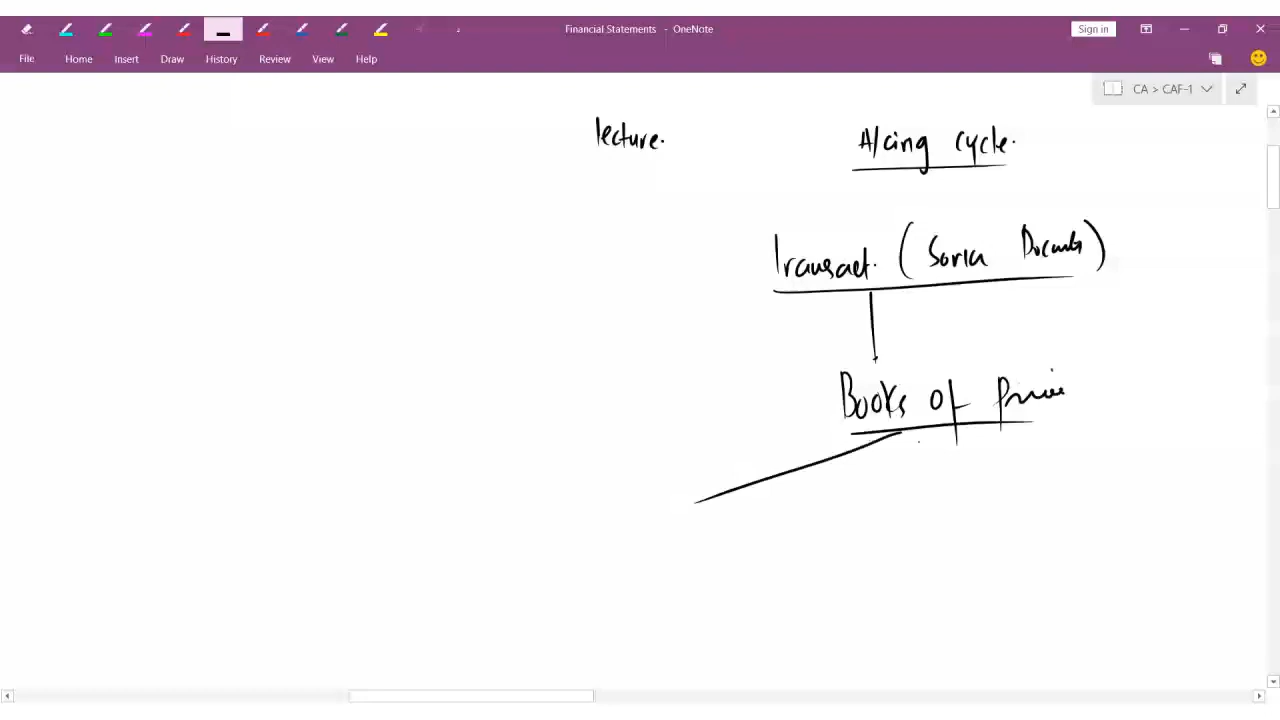 Financial Statements - OneNote
Sign in
File Home Insert Draw History Review View Help
CA > CAF-1
lecture. A/cing Cycle.
Transact. (Source Documents)
Books of Prime